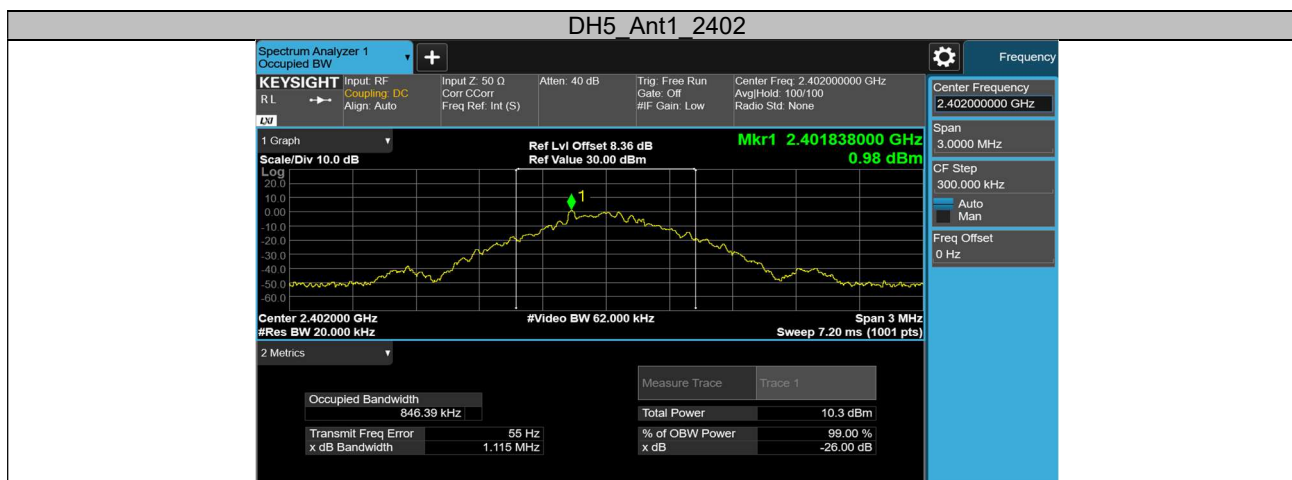 DH5_Ant1_2402
Spectrum Analyzer 1
Occupied BW
+
Frequency
KEYSIGHT
R L
LXI
Input: RF
Coupling: DC
Align: Auto
Input Z: 50 Ω
Corr CCorr
Freq Ref: Int (S)
Atten: 40 dB
Trig: Free Run
Gate: Off
#IF Gain: Low
Center Freq: 2.402000000 GHz
Avg|Hold: 100/100
Radio Std: None
Center Frequency
2.402000000 GHz
Span
3.0000 MHz
CF Step
300.000 kHz
Auto
Man
Freq Offset
0 Hz
1 Graph
Scale/Div 10.0 dB
Ref Lvl Offset 8.36 dB
Ref Value 30.00 dBm
Mkr1 2.401838000 GHz
0.98 dBm
Log
20.0
10.0
0.00
-10.0
-20.0
-30.0
-40.0
-50.0
-60.0
1
Center 2.402000 GHz
#Res BW 20.000 kHz
#Video BW 62.000 kHz
Span 3 MHz
Sweep 7.20 ms (1001 pts)
2 Metrics
Measure Trace Trace 1
Occupied Bandwidth
846.39 kHz
Total Power 10.3 dBm
Transmit Freq Error 55 Hz
% of OBW Power 99.00 %
x dB Bandwidth 1.115 MHz
x dB -26.00 dB